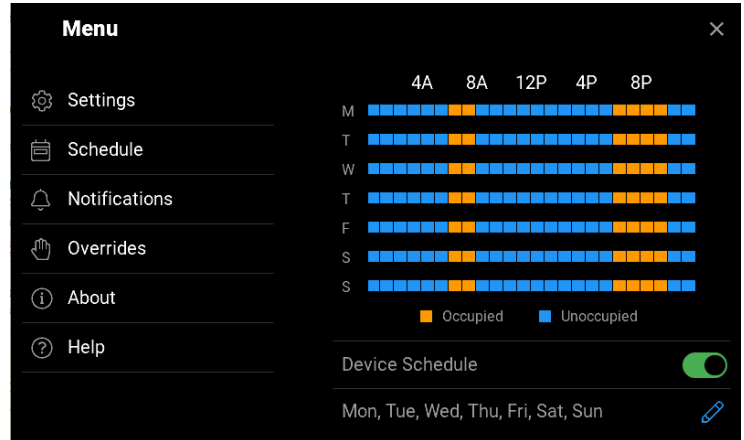 Menu
Settings
Schedule
Notifications
Overrides
About
Help
4A 8A 12P 4P 8P
M
T
W
T
F
S
S
Occupied Unoccupied
Device Schedule
Mon, Tue, Wed, Thu, Fri, Sat, Sun